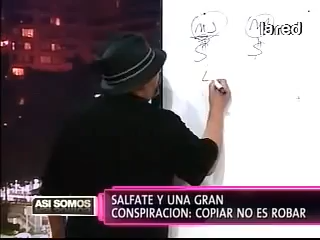 la red
ASI SOMOS
SALFATE Y UNA GRAN
CONSPIRACION: COPIAR NO ES ROBAR